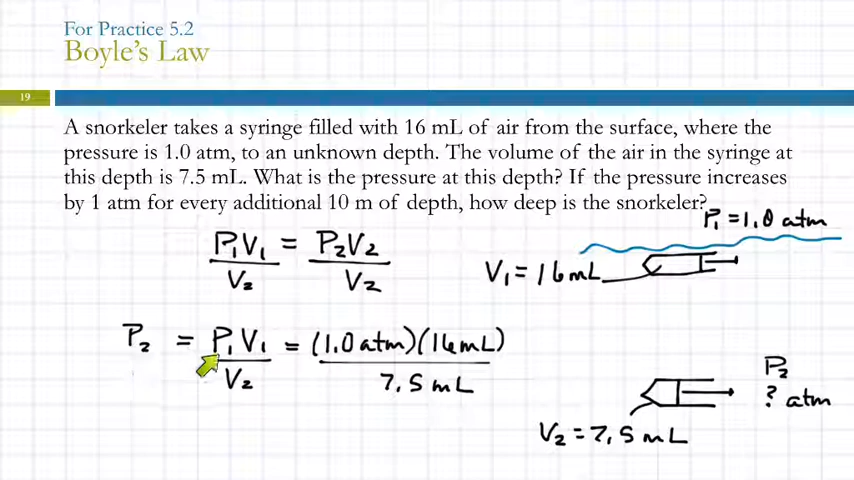 For Practice 5.2
Boyle's Law
19
A snorkeler takes a syringe filled with 16 mL of air from the surface, where the
pressure is 1.0 atm, to an unknown depth. The volume of the air in the syringe at
this depth is 7.5 mL. What is the pressure at this depth? If the pressure increases
by 1 atm for every additional 10 m of depth, how deep is the snorkeler?
P₁ = 1.0 atm
P₁V₁ = P₂V₂
V₂ V₂
V₁ = 16 mL
P₂ = P₁V₁ = (1.0 atm)(16 mL)
V₂ 7.5 mL
P₂
? atm
V₂ = 7.5 mL